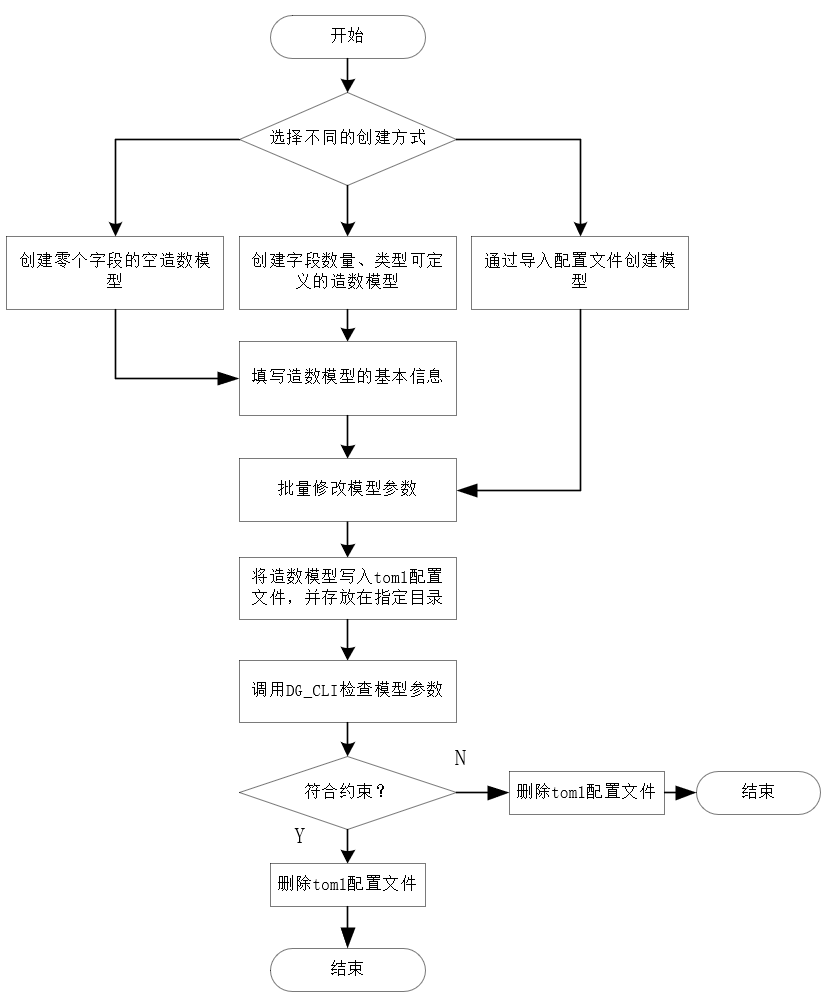 开始
选择不同的创建方式
创建零个字段的空造数模
型
创建字段数量、类型可定
义的造数模型
通过导入配置文件创建模
型
填写造数模型的基本信息
批量修改模型参数
将造数模型写入toml配置
文件，并存放在指定目录
调用DG_CLI检查模型参数
符合约束？
N
删除toml配置文件
结束
Y
删除toml配置文件
结束